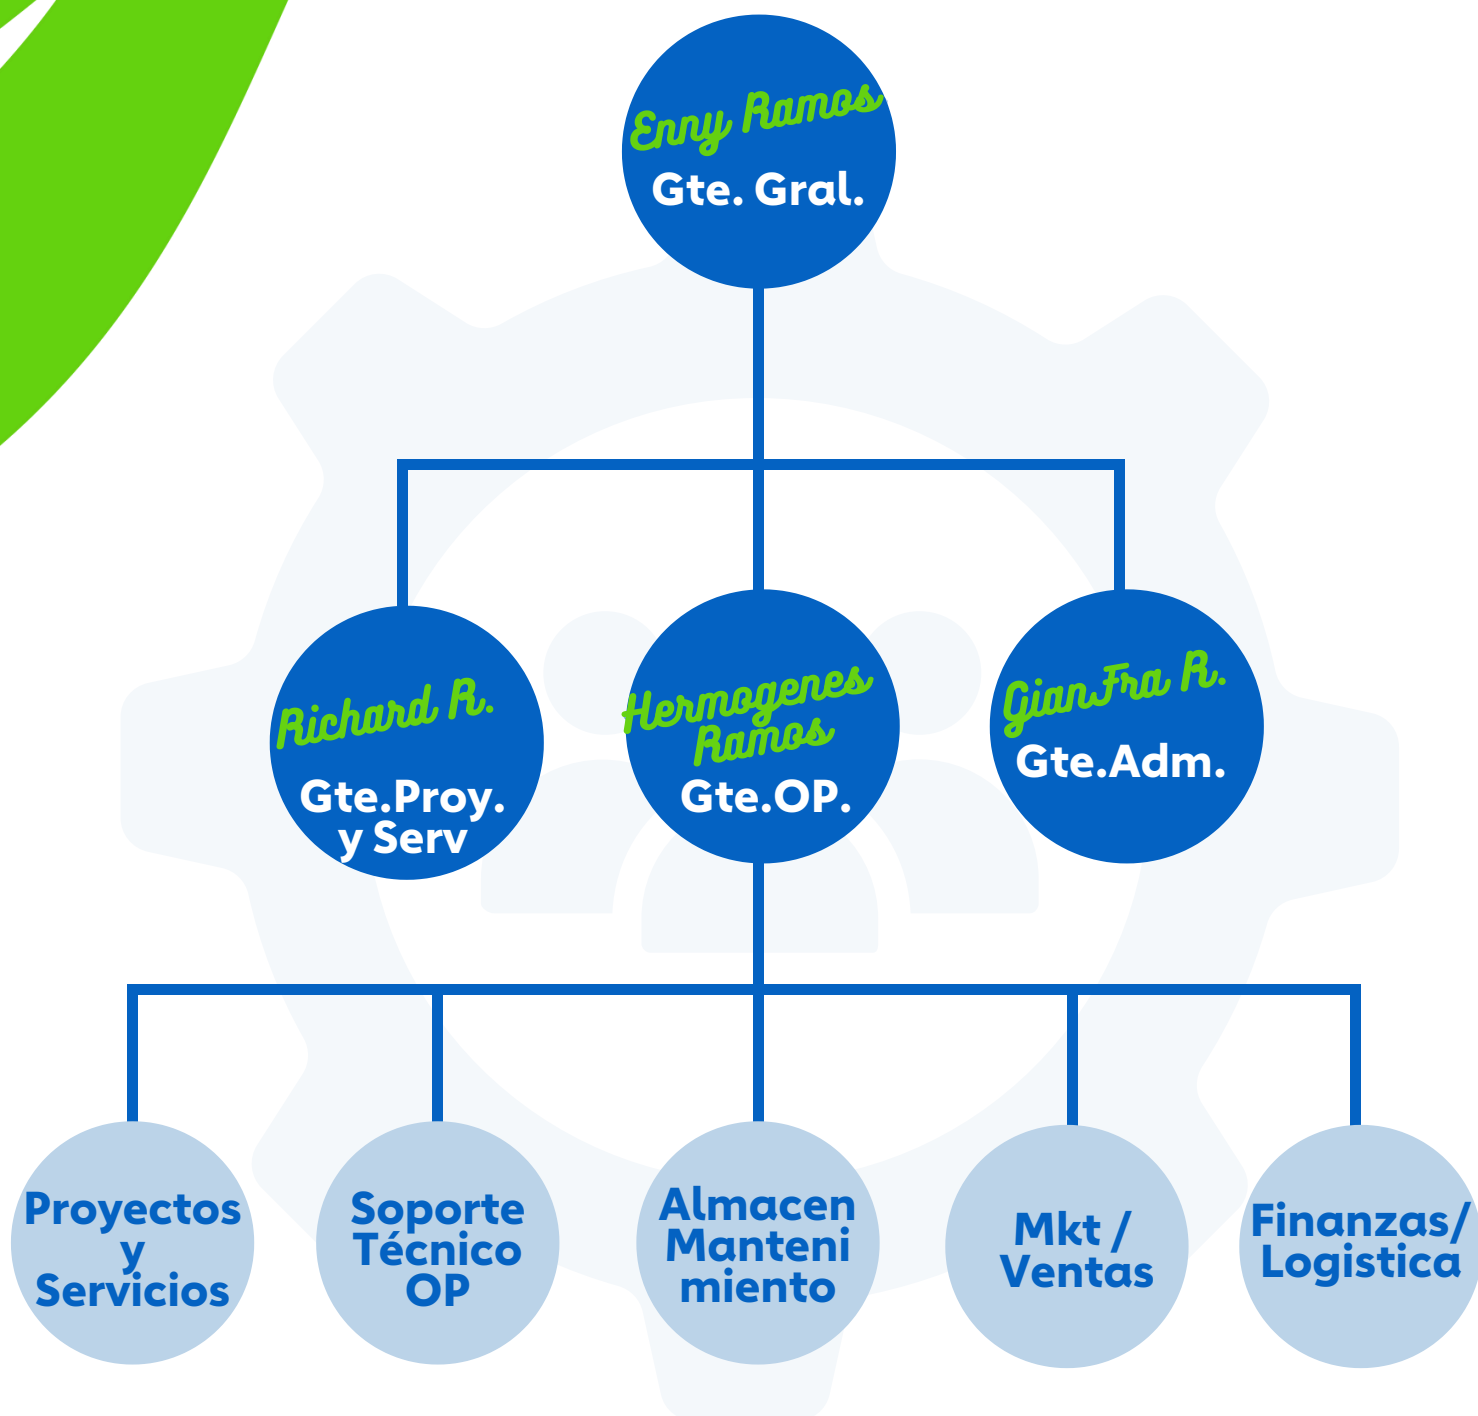 Enny Ramos
Gte. Gral.
Richard R.
Gte.Proy.
y Serv
Hermogenes
Ramos
Gte.OP.
GianFra R.
Gte.Adm.
Proyectos
y
Servicios
Soporte
Técnico
OP
Almacen
Manteni
miento
Mkt /
Ventas
Finanzas/
Logistica